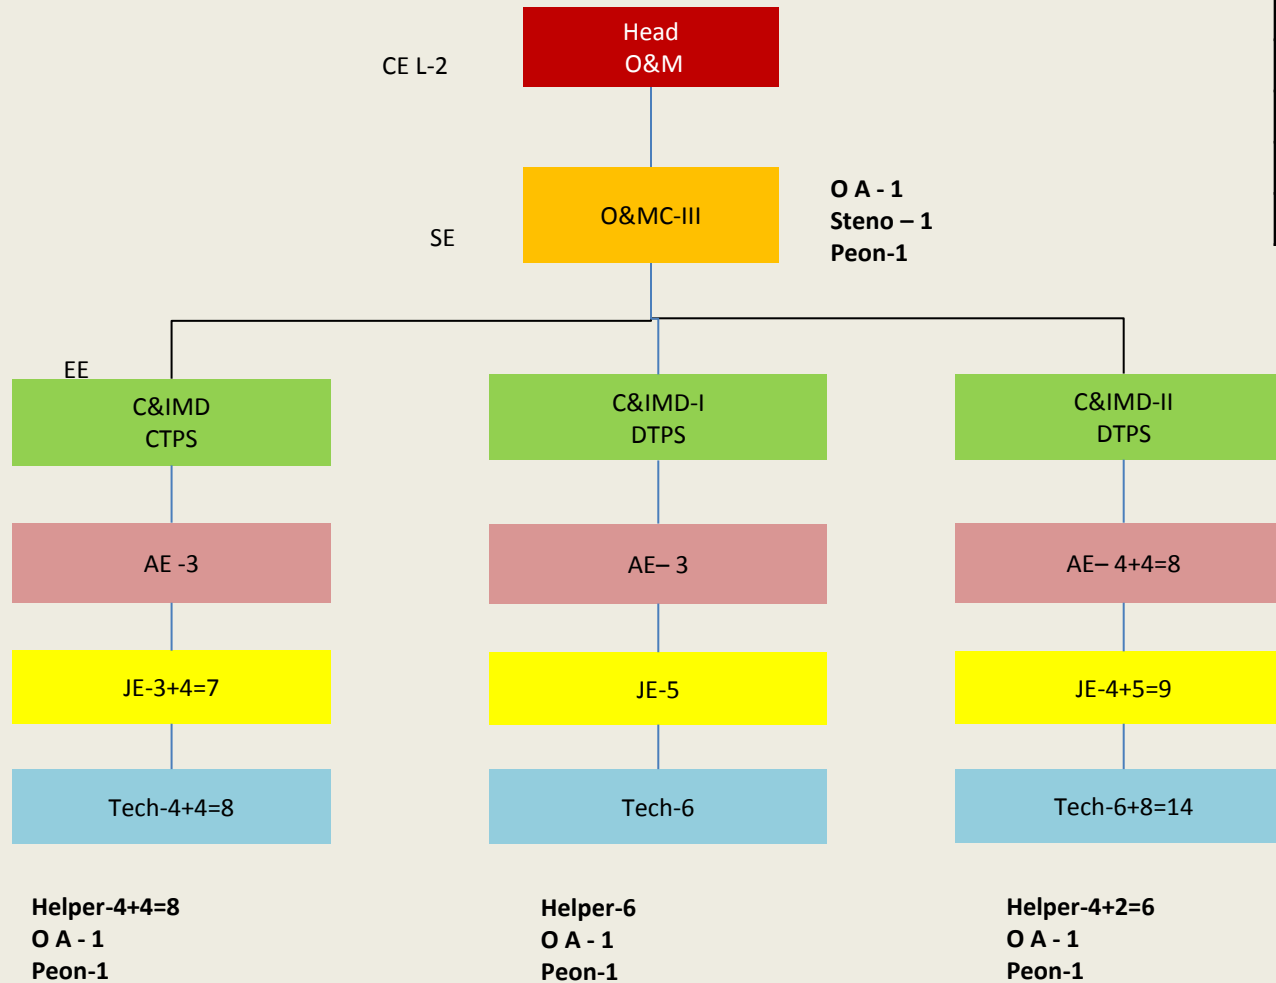 Head
O&M
CE L-2
O&MC-III
SE
O A - 1
Steno – 1
Peon-1
EE
C&IMD
CTPS
C&IMD-I
DTPS
C&IMD-II
DTPS
AE -3
AE– 3
AE– 4+4=8
JE-3+4=7
JE-5
JE-4+5=9
Tech-4+4=8
Tech-6
Tech-6+8=14
Helper-4+4=8
O A - 1
Peon-1
Helper-6
O A - 1
Peon-1
Helper-4+2=6
O A - 1
Peon-1